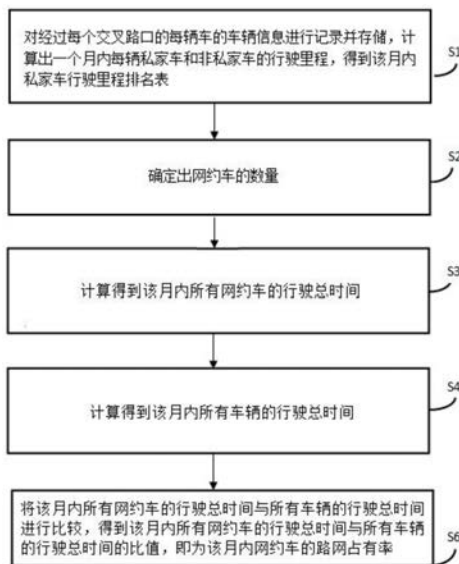 对经过每个交叉路口的每辆车的车辆信息进行记录并存储，计
算出一个月内每辆私家车和非私家车的行驶里程，得到该月内
私家车行驶里程排名表
S1
确定出网约车的数量
S2
计算得到该月内所有网约车的行驶总时间
S3
计算得到该月内所有车辆的行驶总时间
S4
将该月内所有网约车的行驶总时间与所有车辆的行驶总时间
进行比较，得到该月内所有网约车的行驶总时间与所有车辆
的行驶总时间的比值，即为该月内网约车的路网占有率
S6